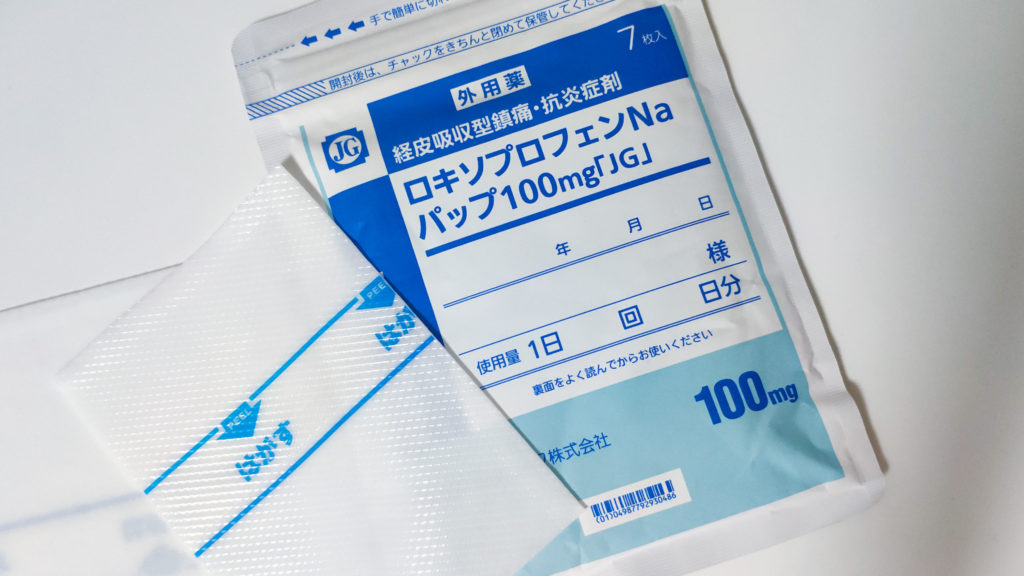 手で簡単に切れ
開封後は、チャックをきちんと閉めて保管してくださ
7枚入
外用薬
JG
経皮吸収型鎮痛・抗炎症剤
ロキソプロフェンNa
パップ100mg「JG」
年 月 日
様
使用量 1日 回 日分
裏面をよく読んでからお使いください
100mg
株式会社
(01)04987792930486
PEE
はが
PEEL
はがす